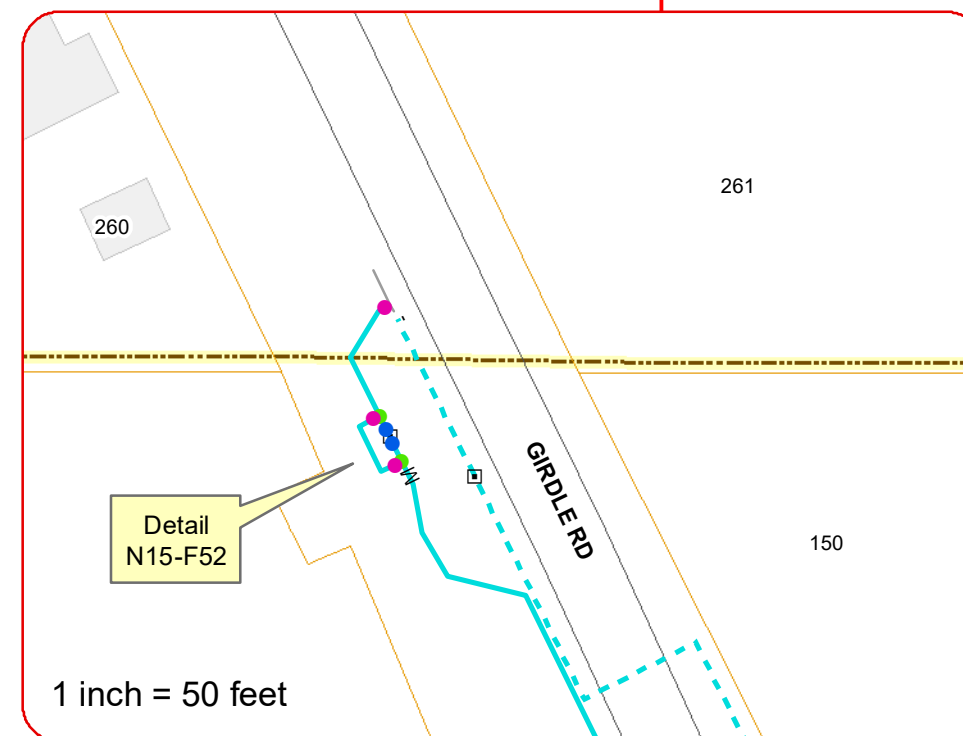 261
260
GIRDLE RD
M
Detail
N15-F52
150
1 inch = 50 feet